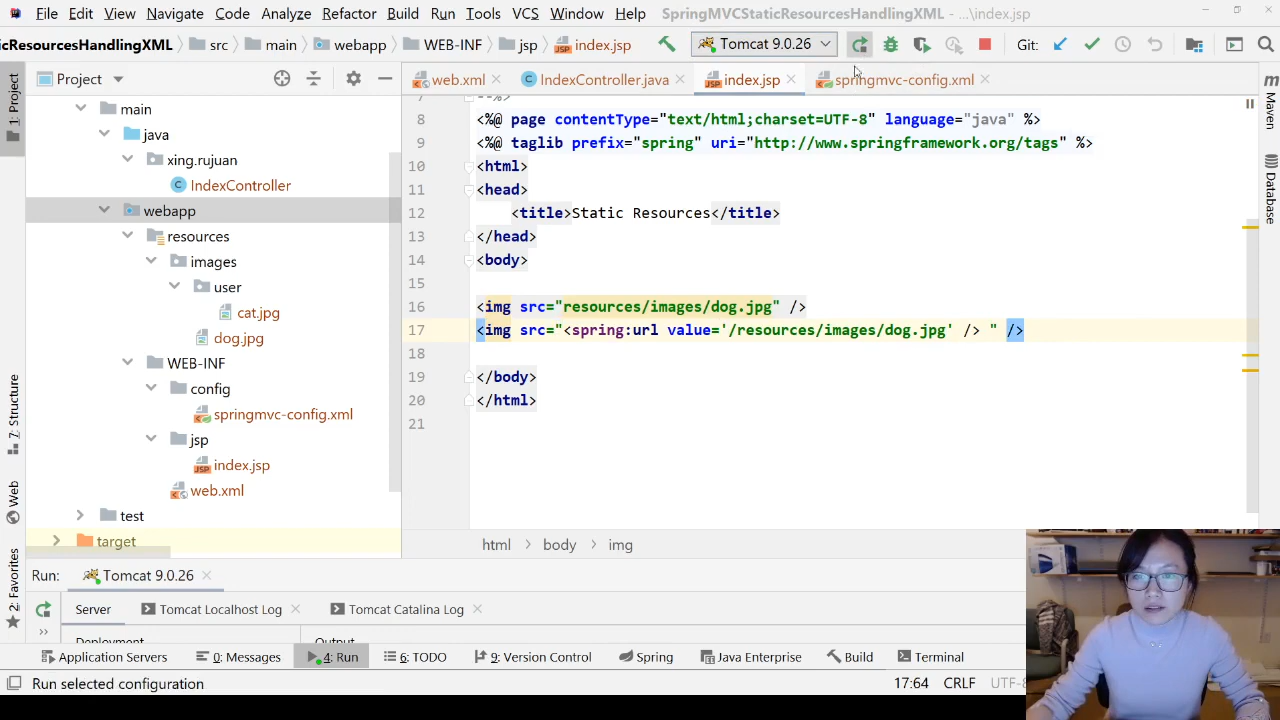 File Edit View Navigate Code Analyze Refactor Build Run Tools VCS Window Help SpringMVCStaticResourcesHandlingXML - ...\index.jsp
cResourcesHandlingXML src main webapp WEB-INF jsp index.jsp Tomcat 9.0.26 Git:
1: Project
Project
web.xml IndexController.java index.jsp springmvc-config.xml
Maven
Database
main
java
xing.rujuan
IndexController
webapp
resources
images
user
cat.jpg
dog.jpg
WEB-INF
config
springmvc-config.xml
jsp
index.jsp
web.xml
test
target
7 --%>
8 <%@ page contentType="text/html;charset=UTF-8" language="java" %>
9 <%@ taglib prefix="spring" uri="http://www.springframework.org/tags" %>
10 <html>
11 <head>
12 <title>Static Resources</title>
13 </head>
14 <body>
15
16 <img src="resources/images/dog.jpg" />
17 <img src="<spring:url value='/resources/images/dog.jpg' /> " />
18
19 </body>
20 </html>
21
html body img
7: Structure
Web
2: Favorites
Run: Tomcat 9.0.26
Server Tomcat Localhost Log Tomcat Catalina Log
Deployment Output
Application Servers 0: Messages 4: Run 6: TODO 9: Version Control Spring Java Enterprise Build Terminal
Run selected configuration 17:64 CRLF UTF-8